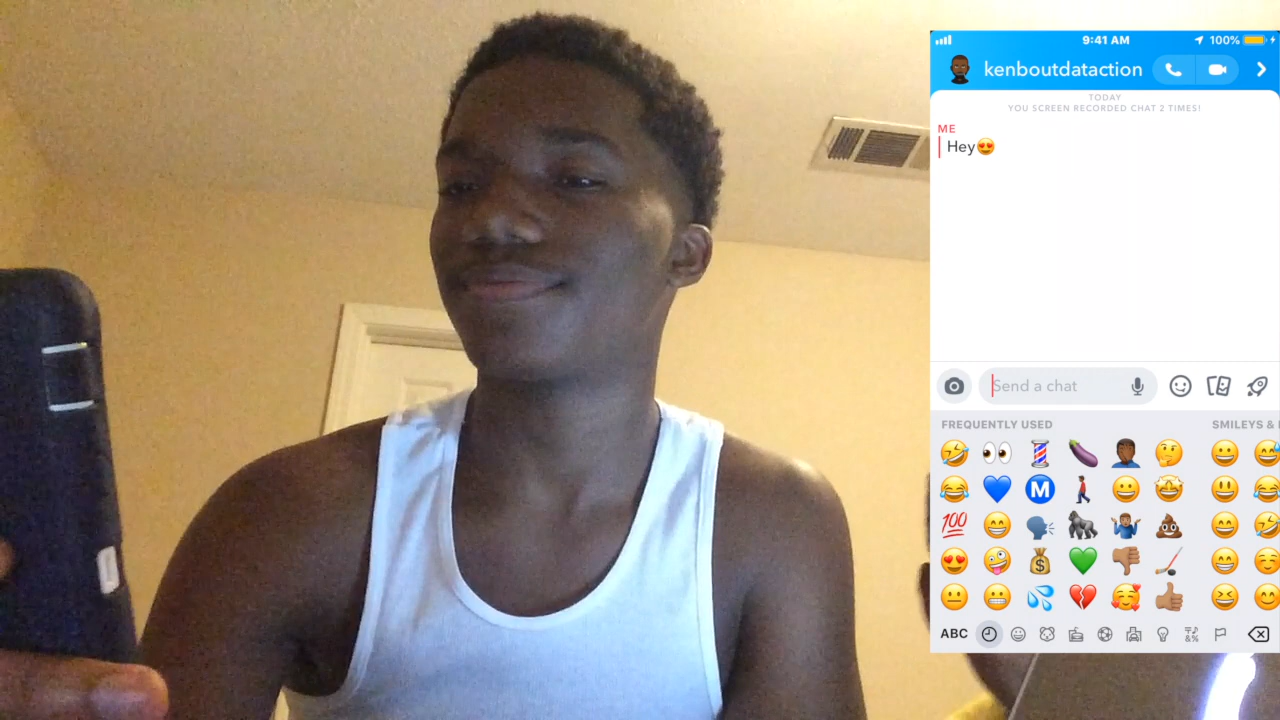 9:41 AM
100%
kenboutdataction
TODAY
YOU SCREEN RECORDED CHAT 2 TIMES!
ME
Hey😍
Send a chat
FREQUENTLY USED
SMILEYS &
ABC